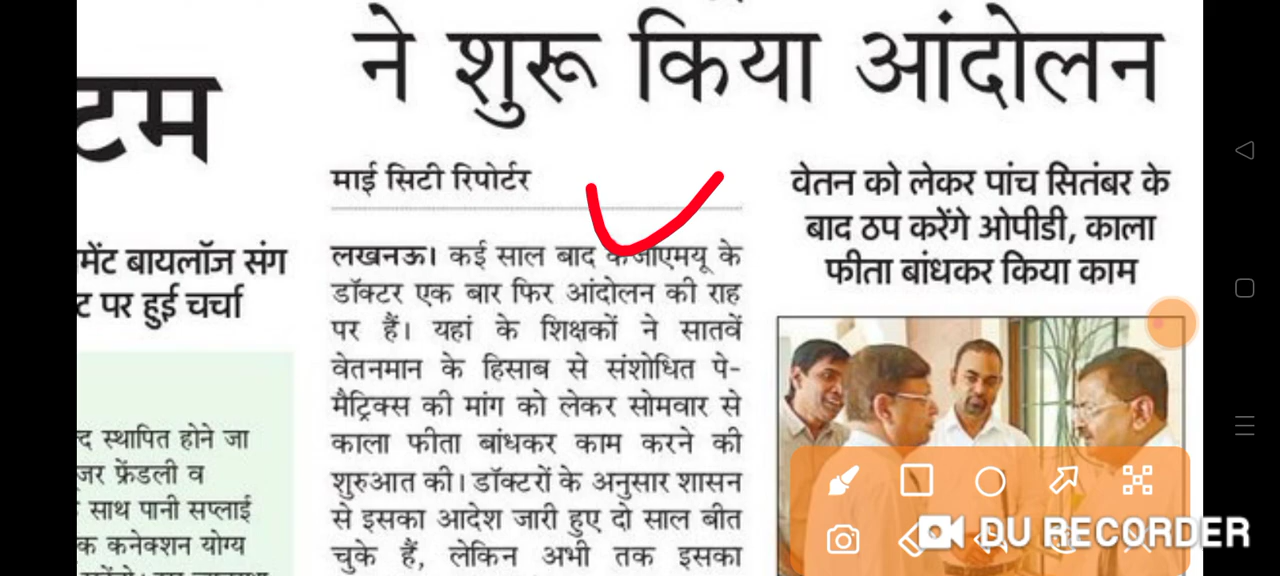 ने शुरू किया आंदोलन
टम
माई सिटी रिपोर्टर
वेतन को लेकर पांच सितंबर के
बाद ठप करेंगे ओपीडी, काला
फीता बांधकर किया काम
लखनऊ। कई साल बाद केजीएमयू के
डॉक्टर एक बार फिर आंदोलन की राह
पर हैं। यहां के शिक्षकों ने सातवें
वेतनमान के हिसाब से संशोधित पे-
मैट्रिक्स की मांग को लेकर सोमवार से
काला फीता बांधकर काम करने की
शुरुआत की। डॉक्टरों के अनुसार शासन
से इसका आदेश जारी हुए दो साल बीत
चुके हैं, लेकिन अभी तक इसका
मेंट बायलॉज संग
ट पर हुई चर्चा
स्थापित होने जा
जर फ्रेंडली व
साथ पानी सप्लाई
क कनेक्शन योग्य
DU RECORDER